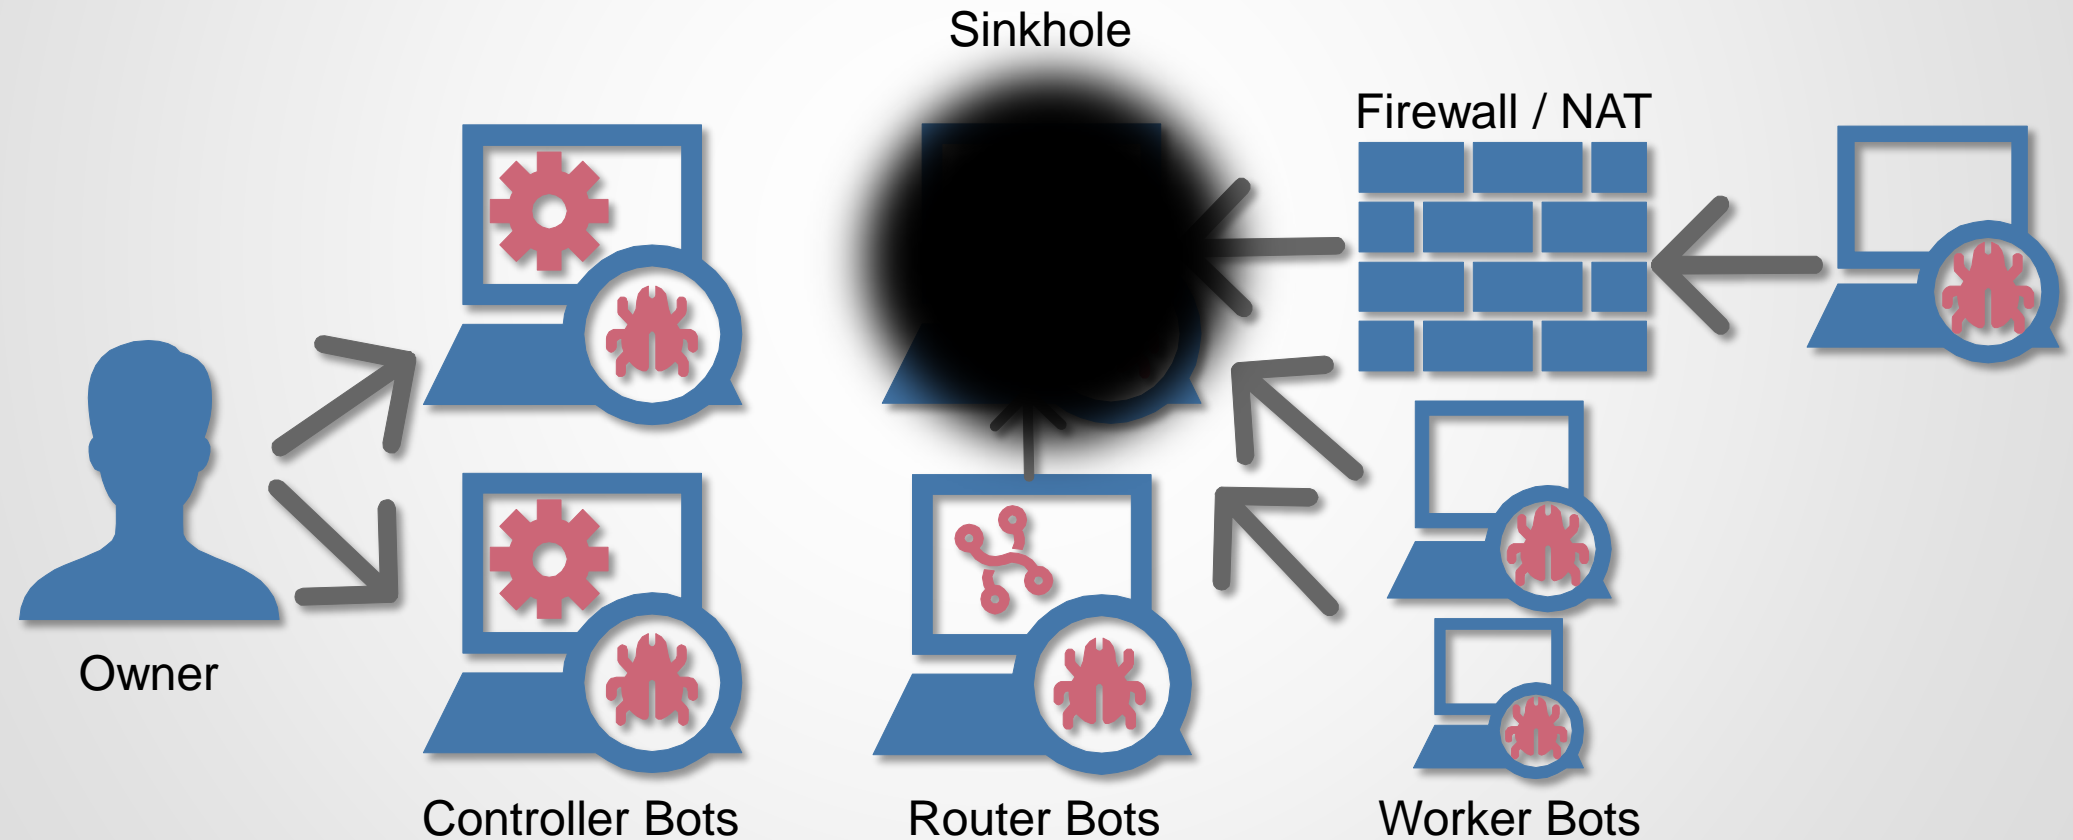 Sinkhole
Firewall / NAT
Owner
Controller Bots
Router Bots
Worker Bots